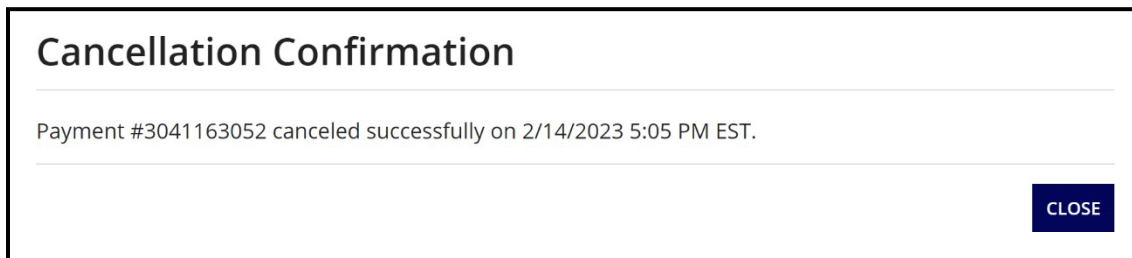 Cancellation Confirmation
Payment #3041163052 canceled successfully on 2/14/2023 5:05 PM EST.
CLOSE